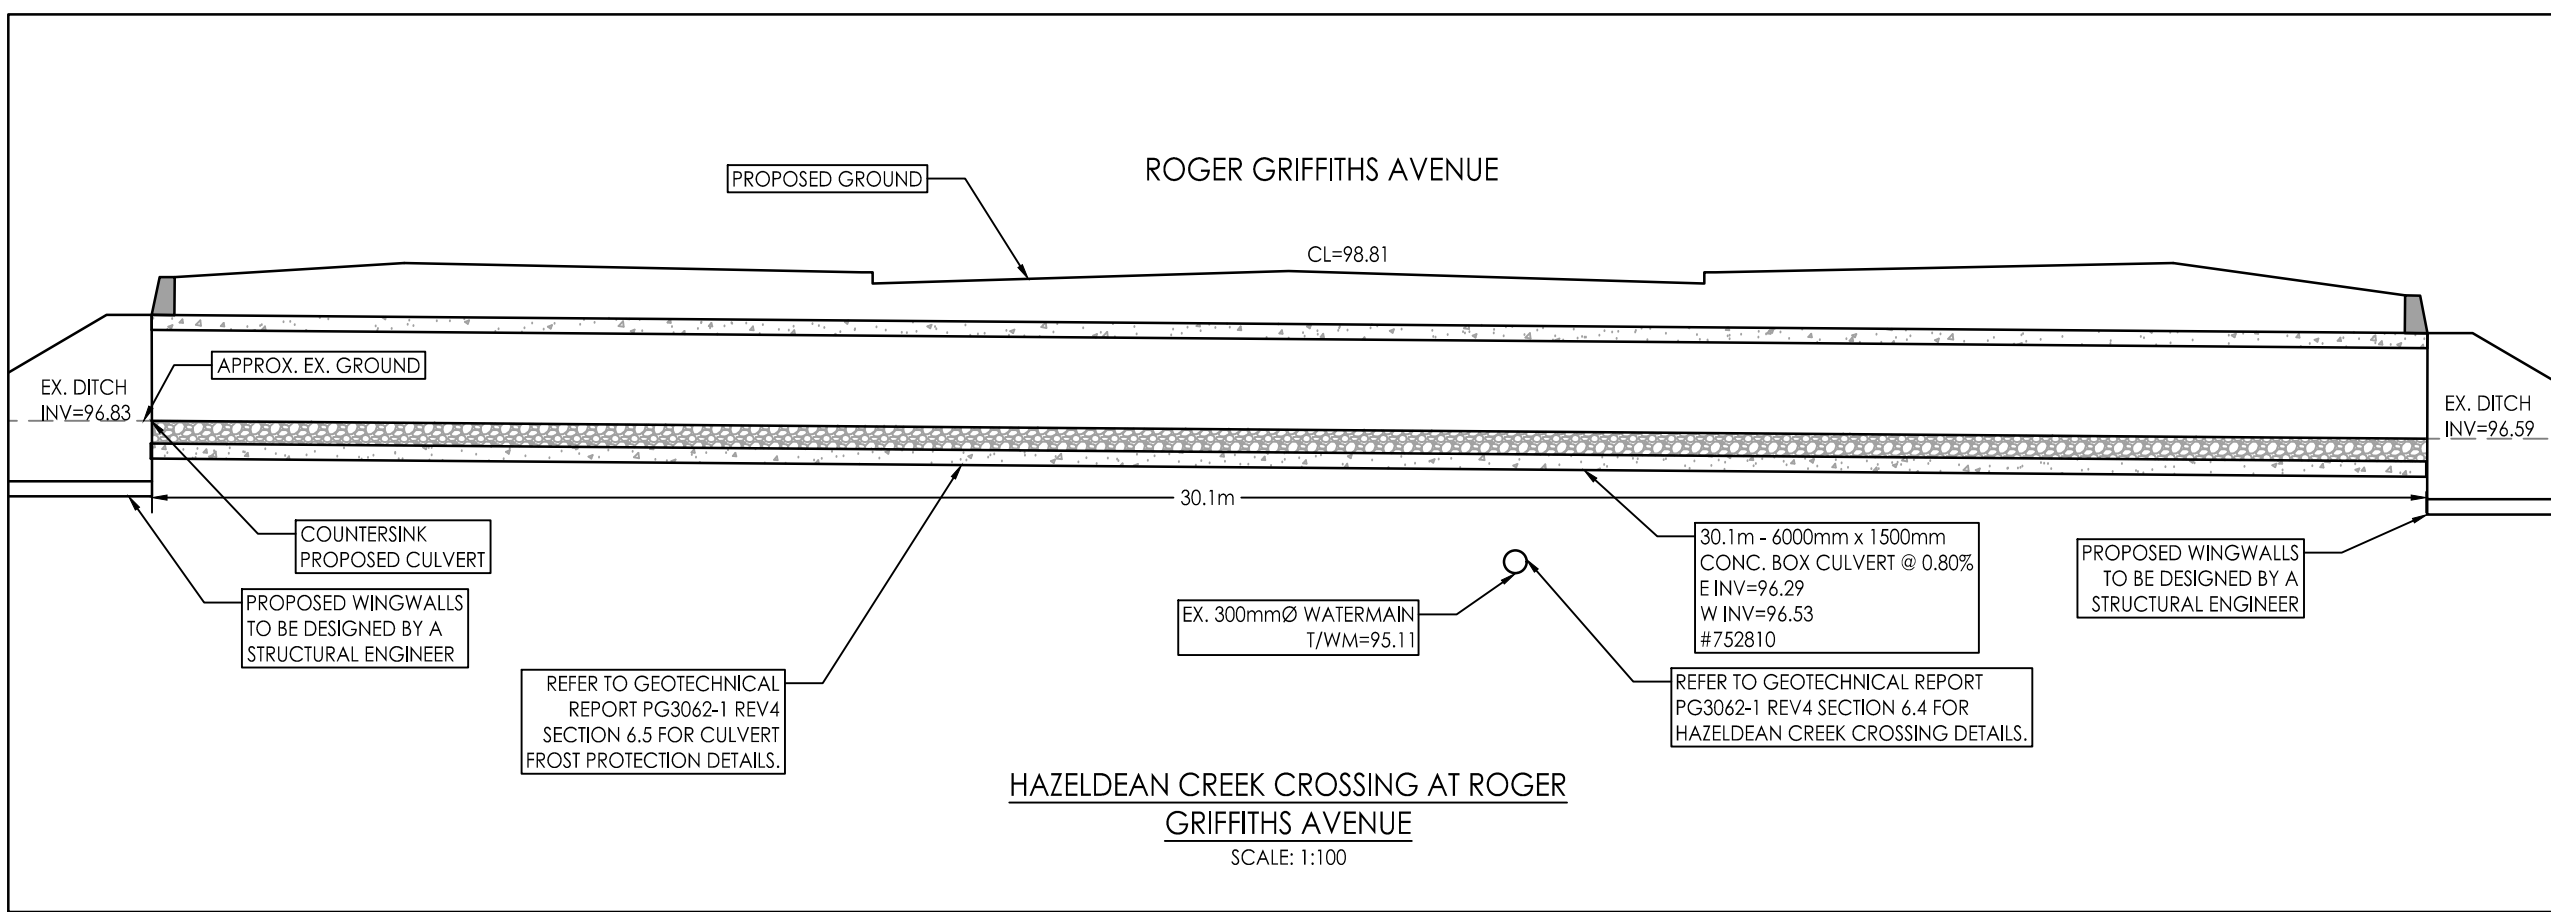 ROGER GRIFFITHS AVENUE
PROPOSED GROUND
CL=98.81
APPROX. EX. GROUND
EX. DITCH
INV=96.83
EX. DITCH
INV=96.59
30.1m
COUNTERSINK
PROPOSED CULVERT
PROPOSED WINGWALLS
TO BE DESIGNED BY A
STRUCTURAL ENGINEER
30.1m - 6000mm x 1500mm
CONC. BOX CULVERT @ 0.80%
E INV=96.29
W INV=96.53
#752810
PROPOSED WINGWALLS
TO BE DESIGNED BY A
STRUCTURAL ENGINEER
EX. 300mmØ WATERMAIN
T/WM=95.11
REFER TO GEOTECHNICAL
REPORT PG3062-1 REV4
SECTION 6.5 FOR CULVERT
FROST PROTECTION DETAILS.
REFER TO GEOTECHNICAL REPORT
PG3062-1 REV4 SECTION 6.4 FOR
HAZELDEAN CREEK CROSSING DETAILS.
HAZELDEAN CREEK CROSSING AT ROGER
GRIFFITHS AVENUE
SCALE: 1:100